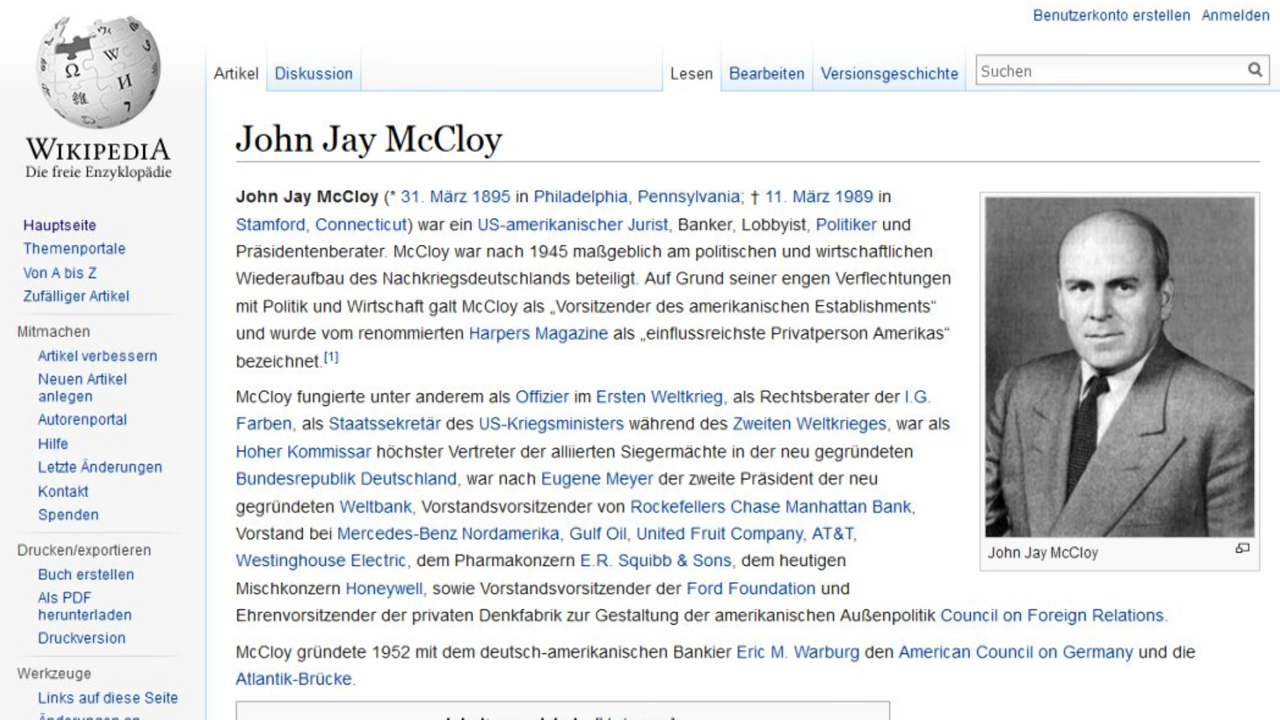 Benutzerkonto erstellen Anmelden
Artikel Diskussion Lesen Bearbeiten Versionsgeschichte Suchen
WIKIPEDIA
Die freie Enzyklopädie
Hauptseite
Themenportale
Von A bis Z
Zufälliger Artikel
Mitmachen
Artikel verbessern
Neuen Artikel
anlegen
Autorenportal
Hilfe
Letzte Änderungen
Kontakt
Spenden
Drucken/exportieren
Buch erstellen
Als PDF
herunterladen
Druckversion
Werkzeuge
Links auf diese Seite
Änderungen an
John Jay McCloy
John Jay McCloy (* 31. März 1895 in Philadelphia, Pennsylvania; † 11. März 1989 in
Stamford, Connecticut) war ein US-amerikanischer Jurist, Banker, Lobbyist, Politiker und
Präsidentenberater. McCloy war nach 1945 maßgeblich am politischen und wirtschaftlichen
Wiederaufbau des Nachkriegsdeutschlands beteiligt. Auf Grund seiner engen Verflechtungen
mit Politik und Wirtschaft galt McCloy als „Vorsitzender des amerikanischen Establishments“
und wurde vom renommierten Harpers Magazine als „einflussreichste Privatperson Amerikas“
bezeichnet.[1]
McCloy fungierte unter anderem als Offizier im Ersten Weltkrieg, als Rechtsberater der I.G.
Farben, als Staatssekretär des US-Kriegsministers während des Zweiten Weltkrieges, war als
Hoher Kommissar höchster Vertreter der alliierten Siegermächte in der neu gegründeten
Bundesrepublik Deutschland, war nach Eugene Meyer der zweite Präsident der neu
gegründeten Weltbank, Vorstandsvorsitzender von Rockefellers Chase Manhattan Bank,
Vorstand bei Mercedes-Benz Nordamerika, Gulf Oil, United Fruit Company, AT&T,
Westinghouse Electric, dem Pharmakonzern E.R. Squibb & Sons, dem heutigen
Mischkonzern Honeywell, sowie Vorstandsvorsitzender der Ford Foundation und
Ehrenvorsitzender der privaten Denkfabrik zur Gestaltung der amerikanischen Außenpolitik Council on Foreign Relations.
McCloy gründete 1952 mit dem deutsch-amerikanischen Bankier Eric M. Warburg den American Council on Germany und die
Atlantik-Brücke.
John Jay McCloy